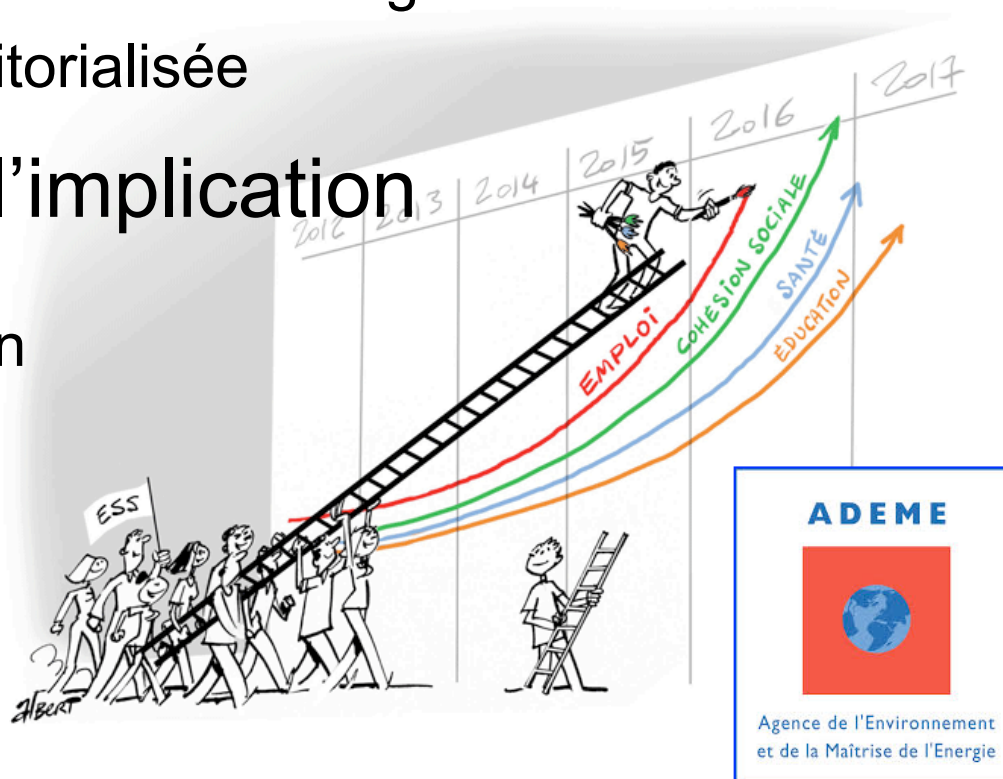 itorialisée
l’implication
n
2012
2013
2014
2015
2016
2017
EMPLOI
COHÉSION SOCIALE
SANTÉ
ÉDUCATION
ESS
ALBERT
ADEME
Agence de l'Environnement
et de la Maîtrise de l'Energie